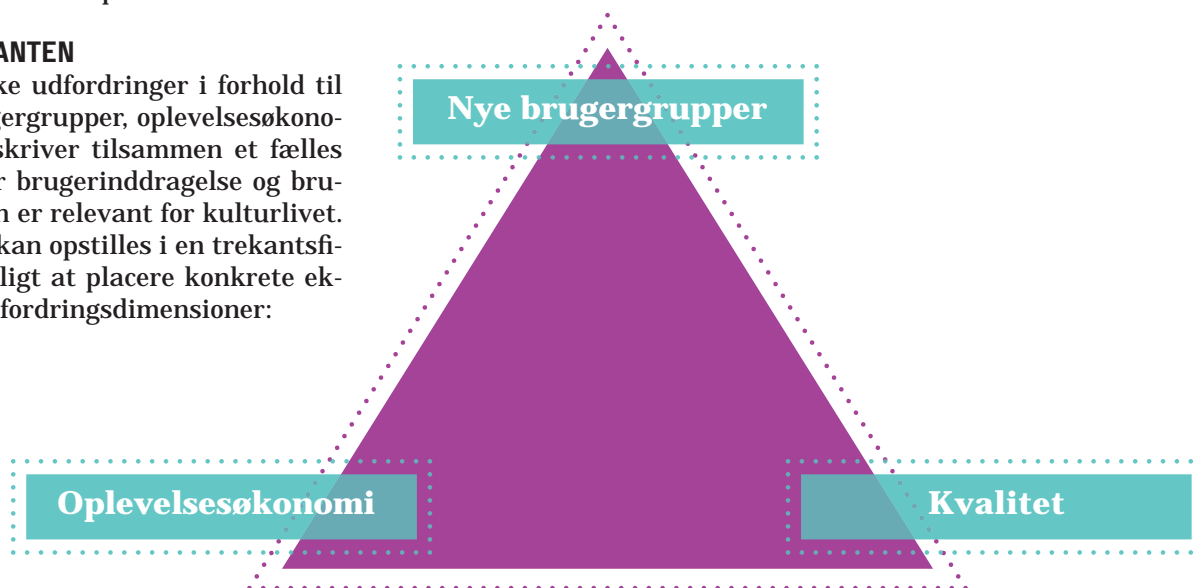 ANTEN
ke udfordringer i forhold til
gergrupper, oplevelsesøkono-
skriver tilsammen et fælles
r brugerinddragelse og bru-
n er relevant for kulturlivet.
kan opstilles i en trekantsfi-
ligt at placere konkrete ek-
fordringsdimensioner:
Nye brugergrupper
Oplevelsesøkonomi
Kvalitet